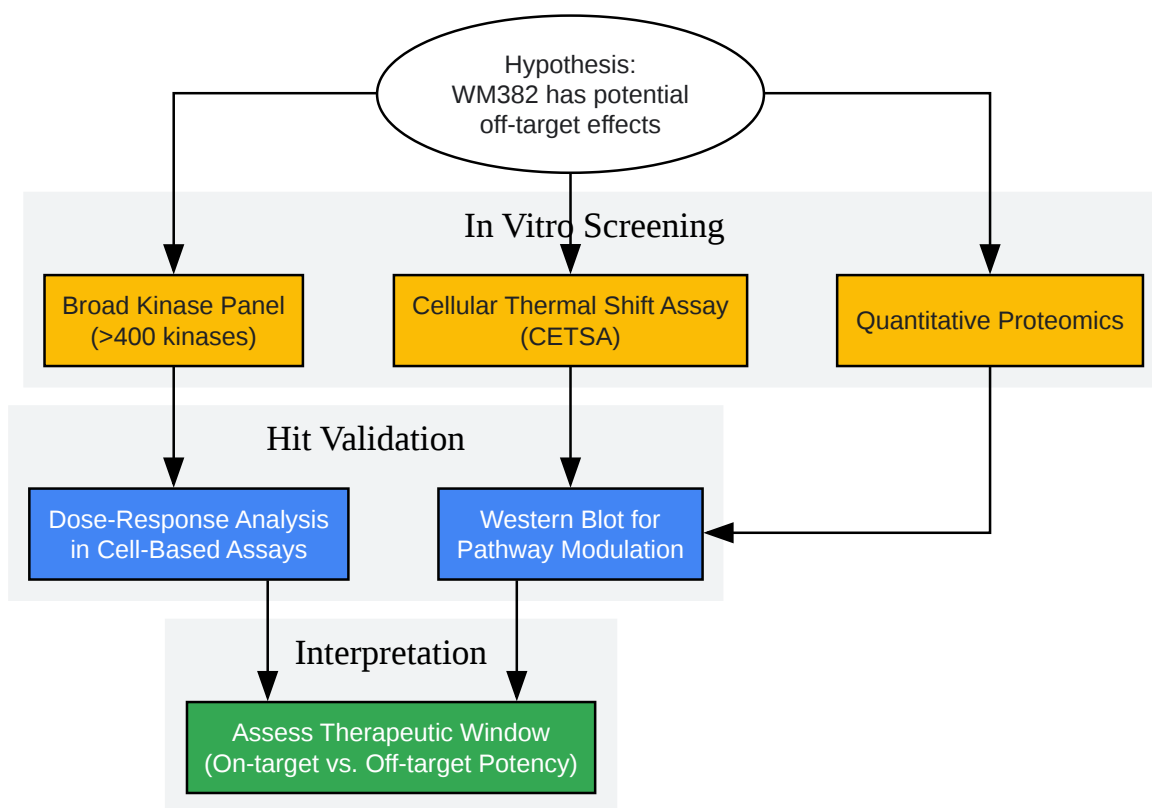 Hypothesis:
WM382 has potential
off-target effects
In Vitro Screening
Broad Kinase Panel
(>400 kinases)
Cellular Thermal Shift Assay
(CETSA)
Quantitative Proteomics
Hit Validation
Dose-Response Analysis
in Cell-Based Assays
Western Blot for
Pathway Modulation
Interpretation
Assess Therapeutic Window
(On-target vs. Off-target Potency)